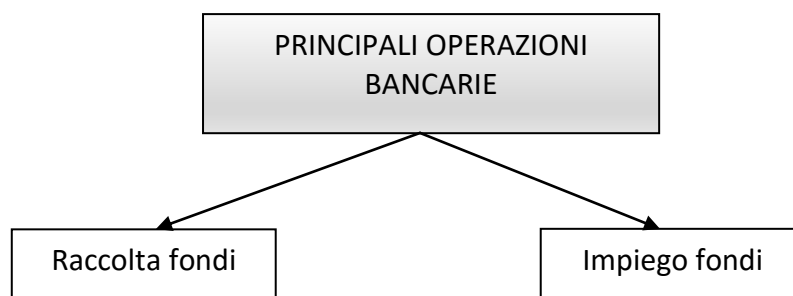 PRINCIPALI OPERAZIONI
BANCARIE
Raccolta fondi
Impiego fondi